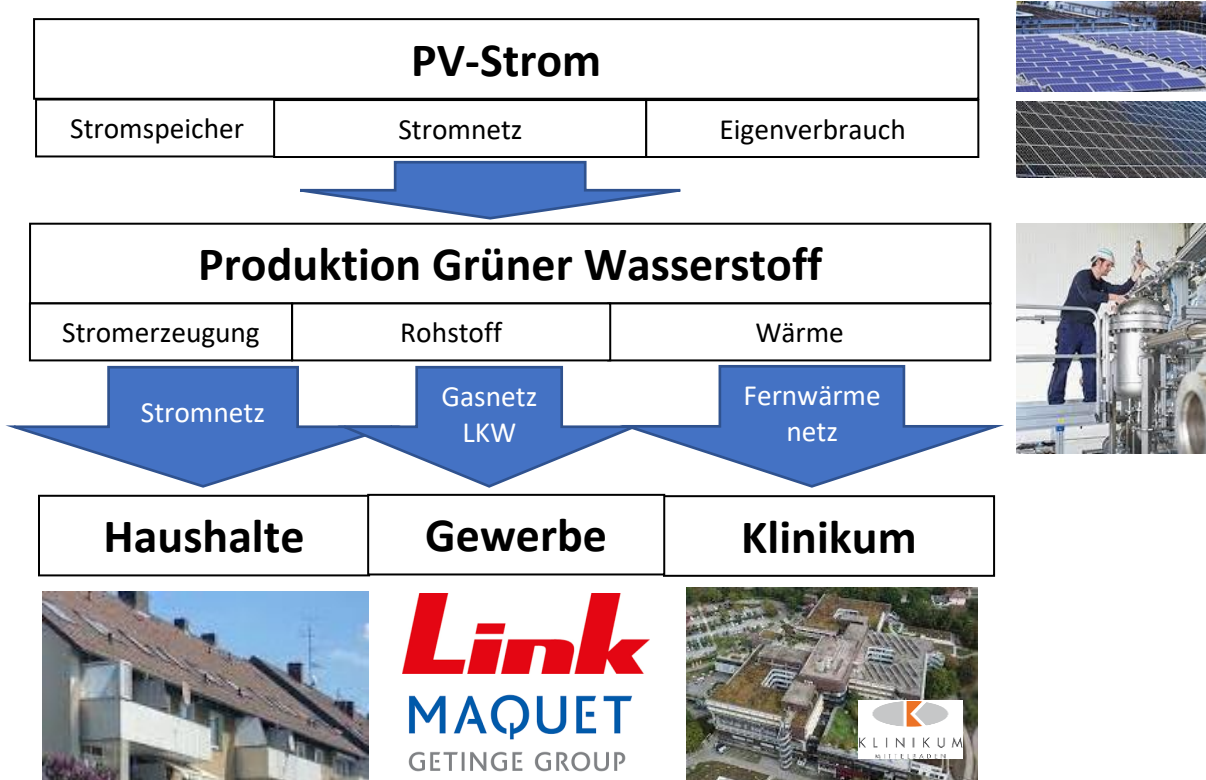 PV-Strom
Stromspeicher
Stromnetz
Eigenverbrauch
Produktion Grüner Wasserstoff
Stromerzeugung
Rohstoff
Wärme
Stromnetz
Gasnetz
LKW
Fernwärme
netz
Haushalte
Gewerbe
Klinikum
Link
MAQUET
GETINGE GROUP
KLINIKUM
MITTELBADEN